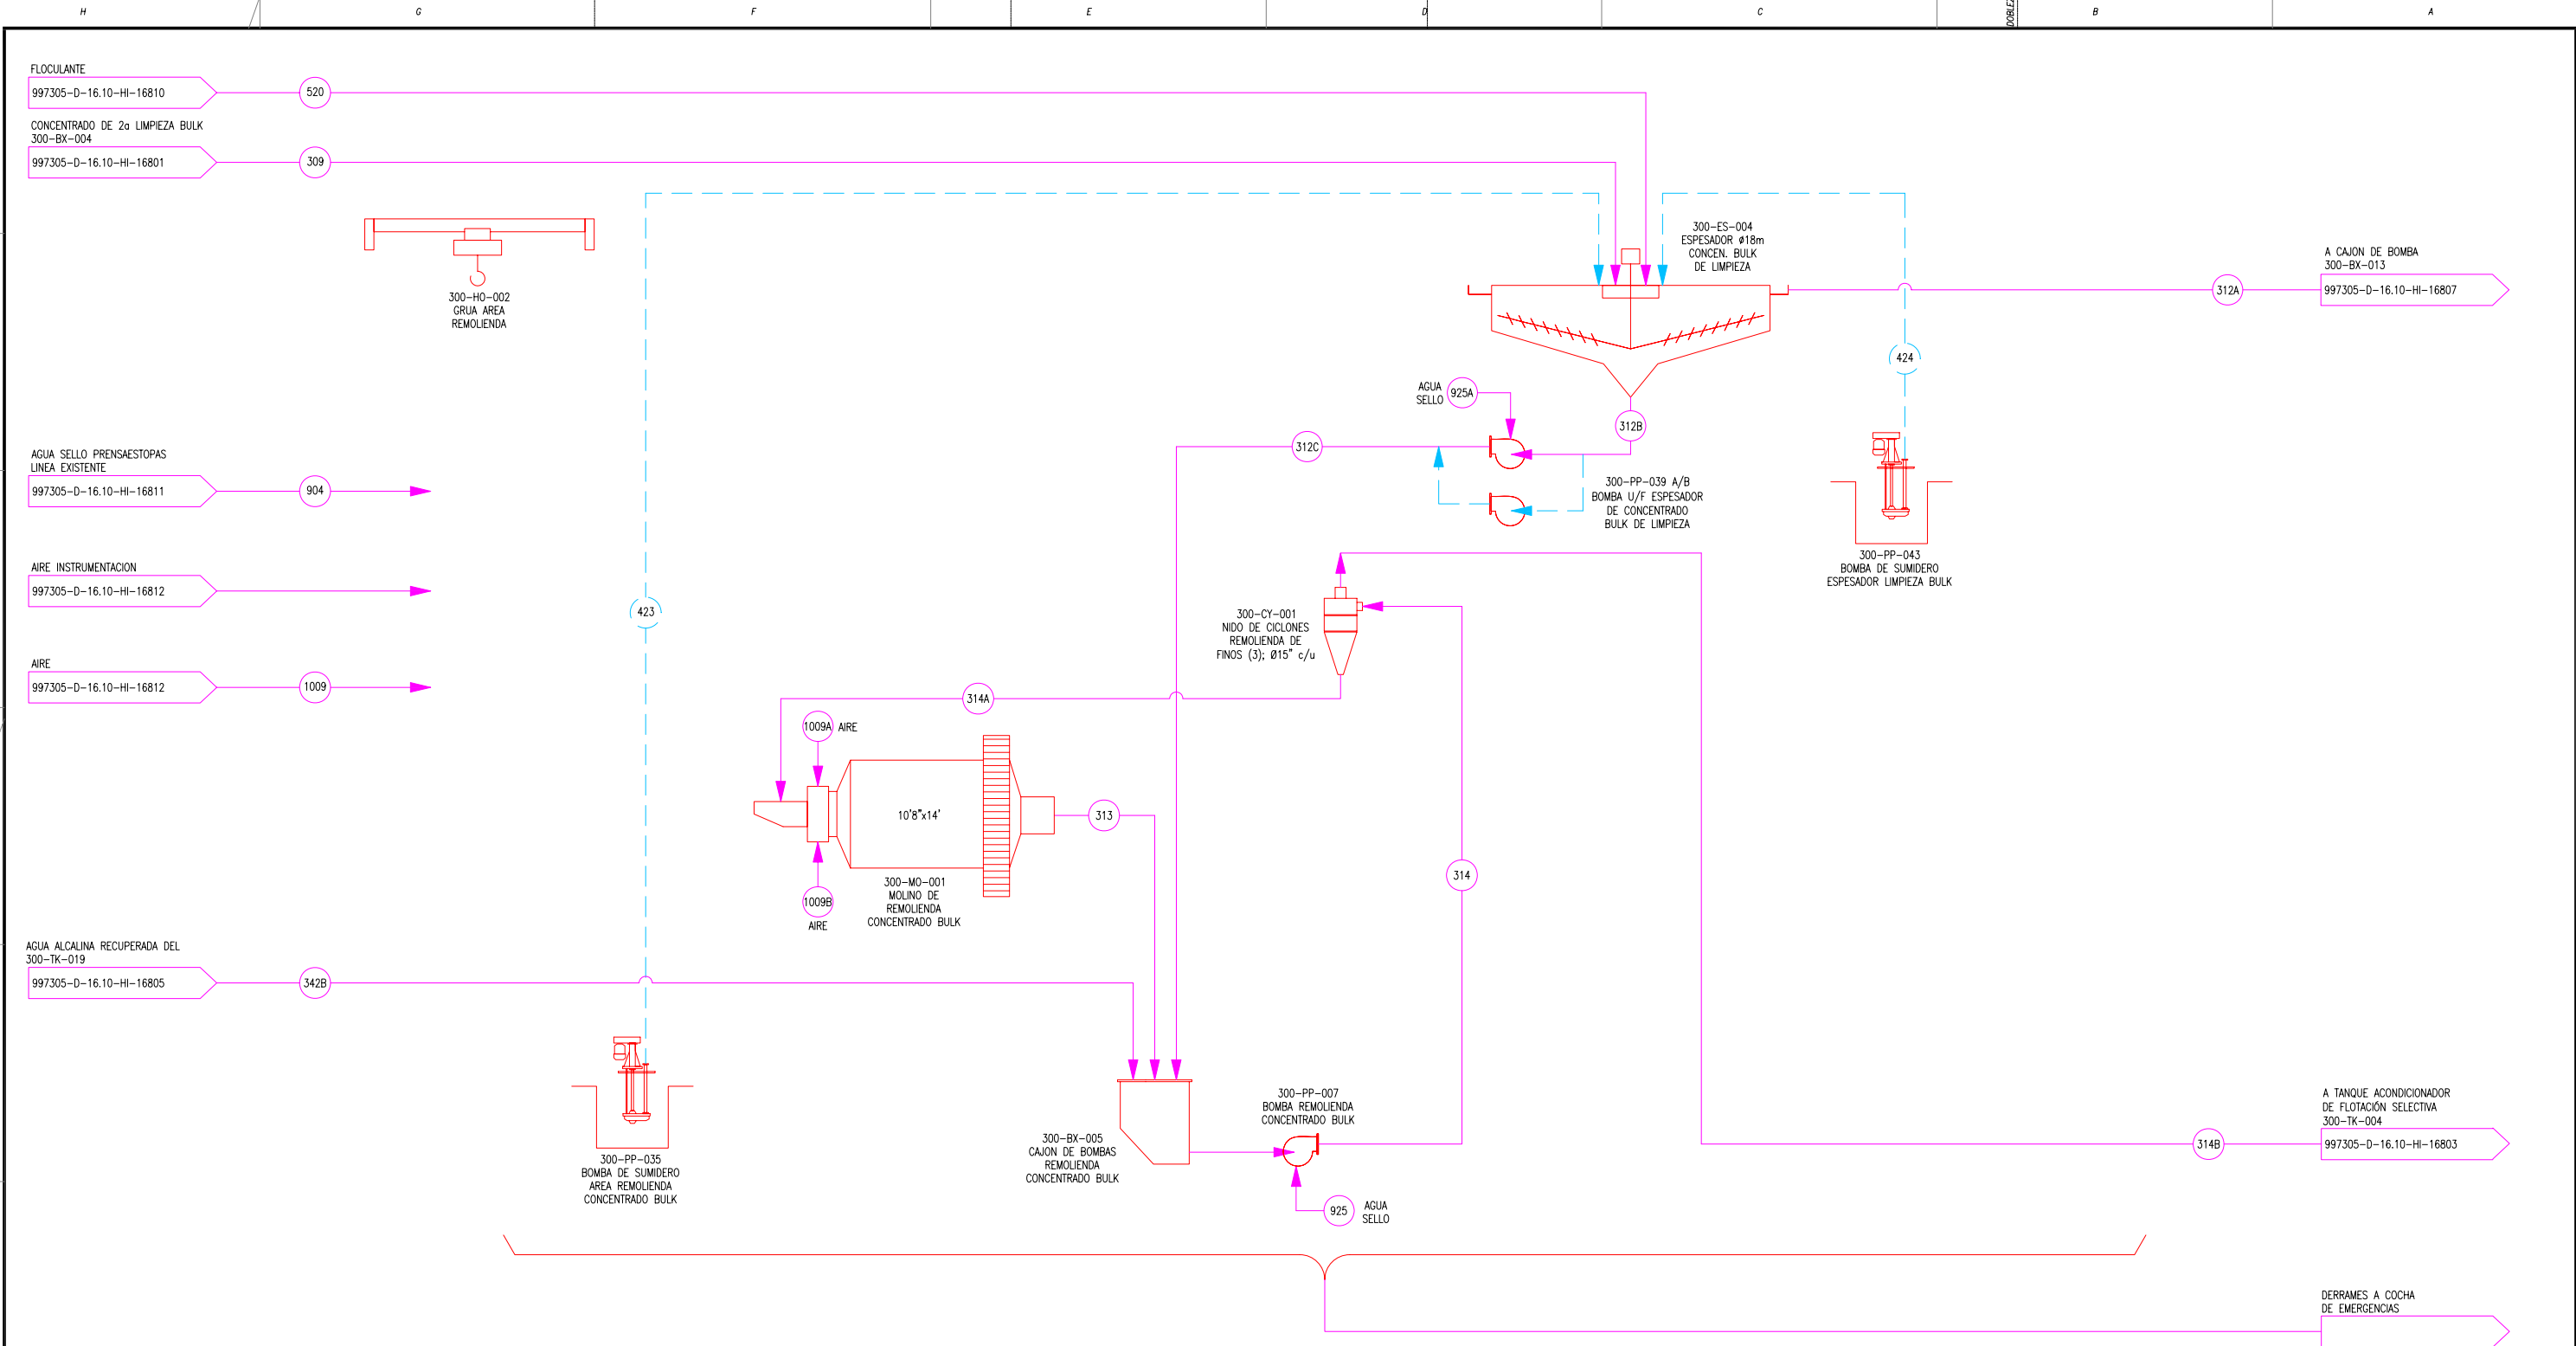 H
G
F
E
D
C
DOBLEZ
B
A
FLOCULANTE
997305-D-16.10-HI-16810
520
CONCENTRADO DE 2a LIMPIEZA BULK
300-BX-004
997305-D-16.10-HI-16801
309
300-HO-002
GRUA AREA
REMOLIENDA
300-ES-004
ESPESADOR Ø18m
CONCEN. BULK
DE LIMPIEZA
A CAJON DE BOMBA
300-BX-013
997305-D-16.10-HI-16807
312A
424
AGUA
SELLO
925A
312B
312C
AGUA SELLO PRENSAESTOPAS
LINEA EXISTENTE
997305-D-16.10-HI-16811
904
300-PP-039 A/B
BOMBA U/F ESPESADOR
DE CONCENTRADO
BULK DE LIMPIEZA
300-PP-043
BOMBA DE SUMIDERO
ESPESADOR LIMPIEZA BULK
AIRE INSTRUMENTACION
997305-D-16.10-HI-16812
423
300-CY-001
NIDO DE CICLONES
REMOLIENDA DE
FINOS (3); Ø15" c/u
AIRE
997305-D-16.10-HI-16812
1009
314A
1009A
AIRE
10'8"x14'
313
314
300-MO-001
MOLINO DE
REMOLIENDA
CONCENTRADO BULK
1009B
AIRE
AGUA ALCALINA RECUPERADA DEL
300-TK-019
997305-D-16.10-HI-16805
342B
300-PP-007
BOMBA REMOLIENDA
CONCENTRADO BULK
A TANQUE ACONDICIONADOR
DE FLOTACIÓN SELECTIVA
300-TK-004
997305-D-16.10-HI-16803
314B
300-BX-005
CAJON DE BOMBAS
REMOLIENDA
CONCENTRADO BULK
300-PP-035
BOMBA DE SUMIDERO
AREA REMOLIENDA
CONCENTRADO BULK
925
AGUA
SELLO
DERRAMES A COCHA
DE EMERGENCIAS